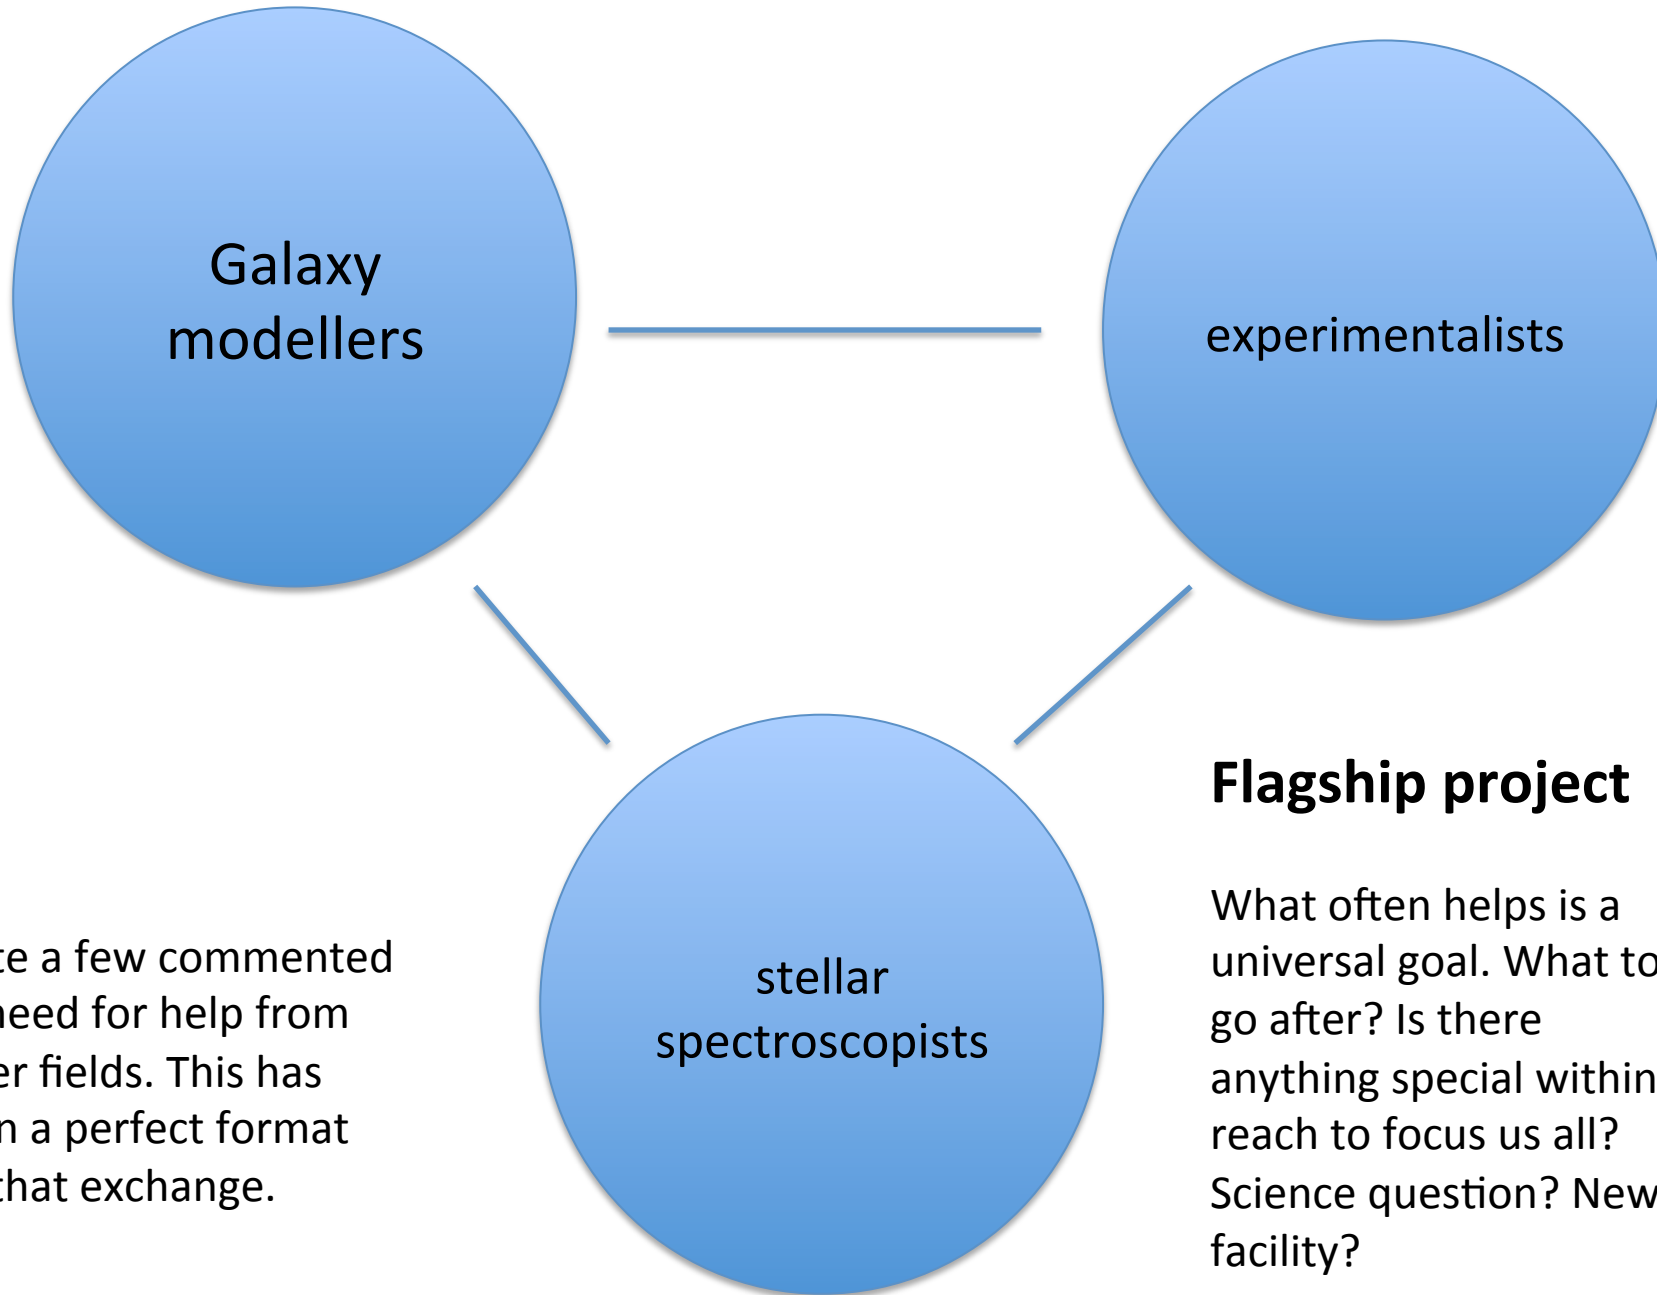 Galaxy
modellers
experimentalists
stellar
spectroscopists
a few commented
need for help from
fields. This has
a perfect format
that exchange.
Flagship project
What often helps is a
universal goal. What to
go after? Is there
anything special within
reach to focus us all?
Science question? New
facility?